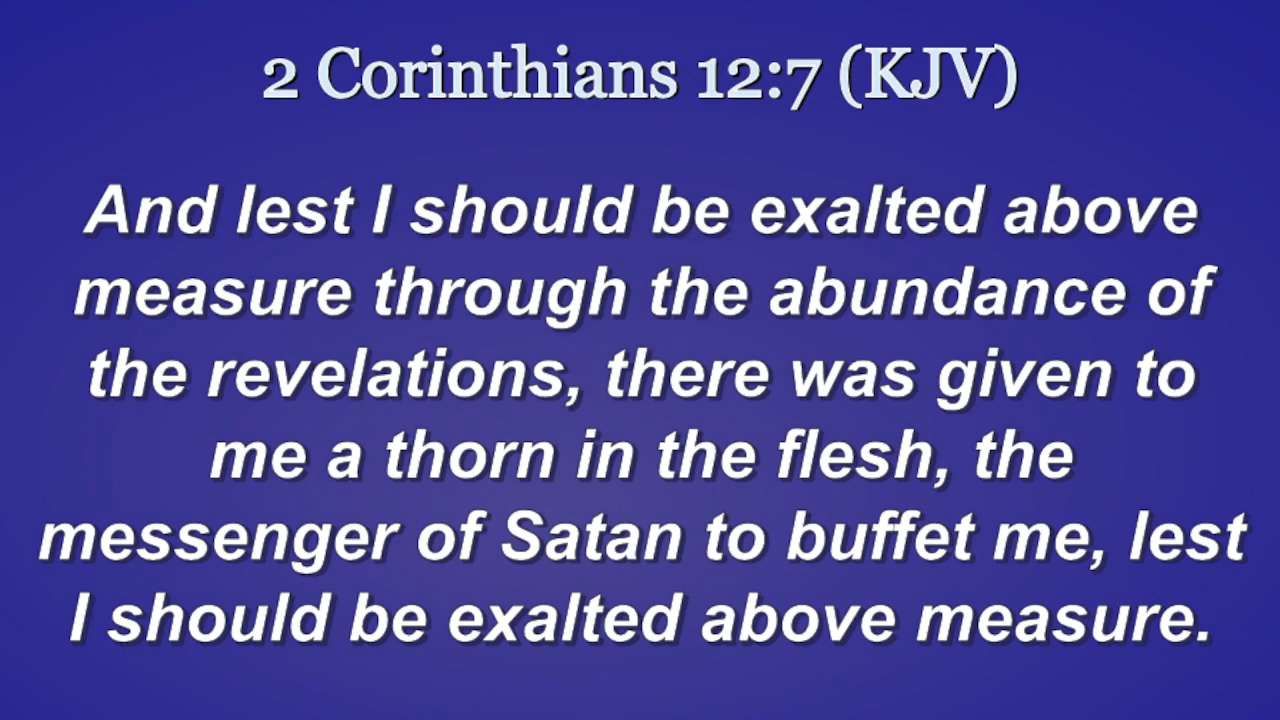 2 Corinthians 12:7 (KJV)
And lest I should be exalted above
measure through the abundance of
the revelations, there was given to
me a thorn in the flesh, the
messenger of Satan to buffet me, lest
I should be exalted above measure.